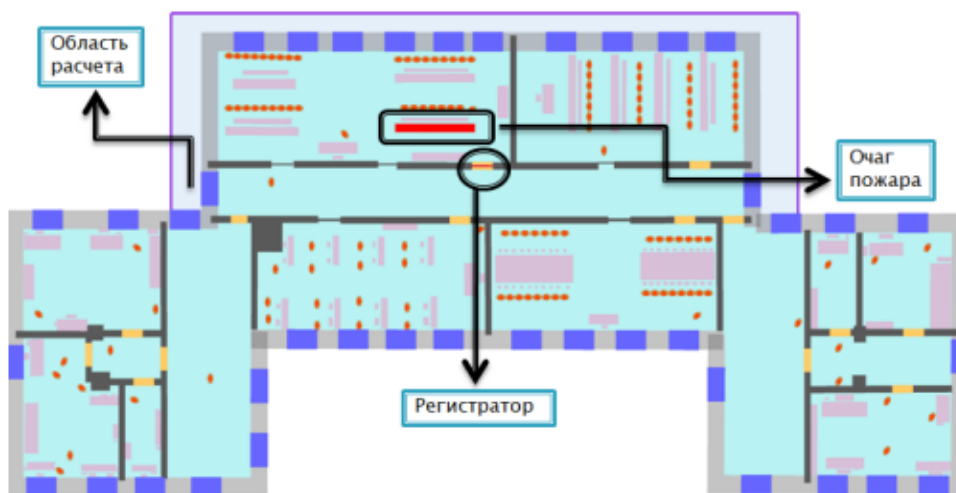 Область
расчета
Очаг
пожара
Регистратор